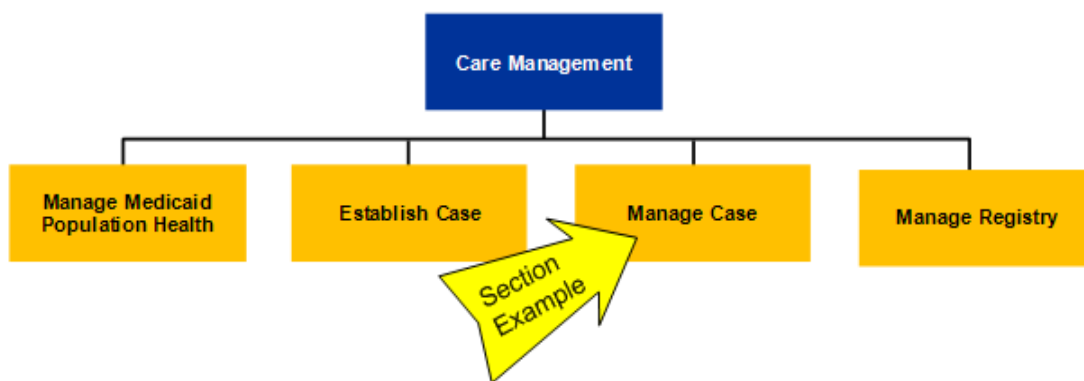 Care Management
Manage Medicaid
Population Health
Establish Case
Manage Case
Manage Registry
Section
Example